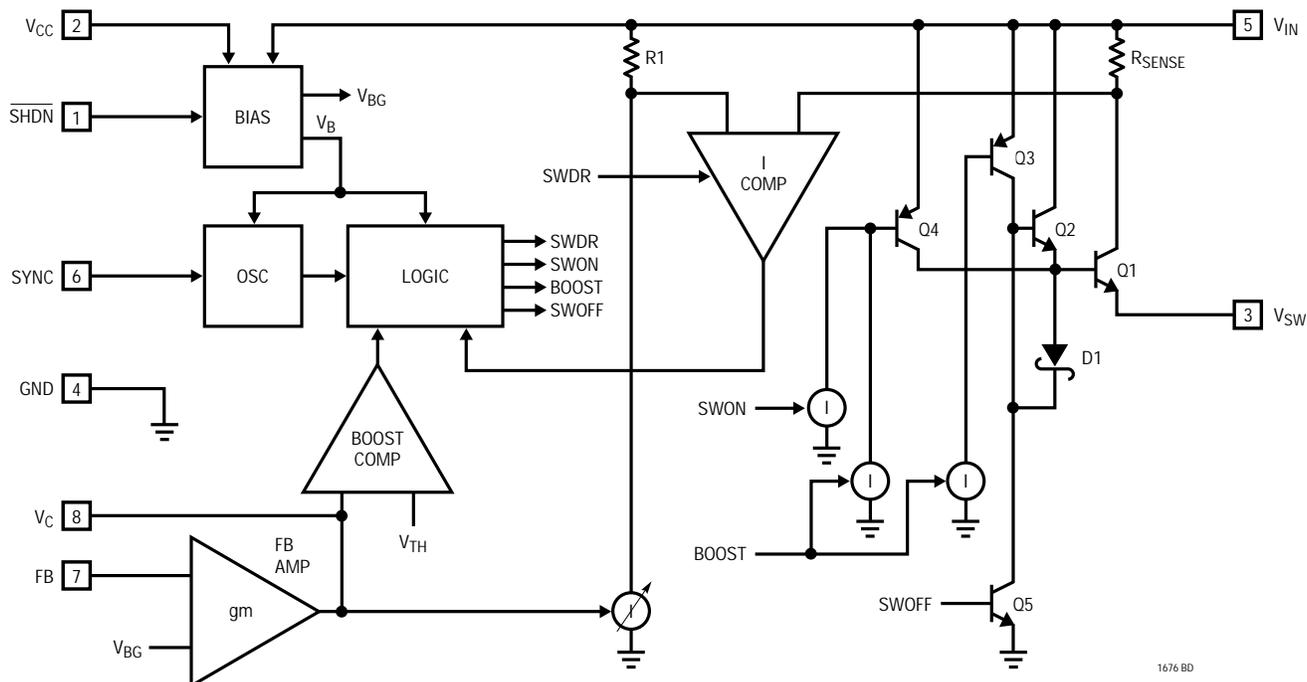 VCC 2
5 VIN
R1
RSENSE
SHDN 1
BIAS
VBG
VB
I
COMP
SWDR
Q3
Q4
Q2
Q1
SYNC 6
OSC
LOGIC
SWDR
SWON
BOOST
SWOFF
3 VSW
D1
GND 4
SWON
I
BOOST
COMP
I
I
VC 8
VTH
BOOST
FB
AMP
FB 7
gm
I
SWOFF
Q5
VBG
1676 BD